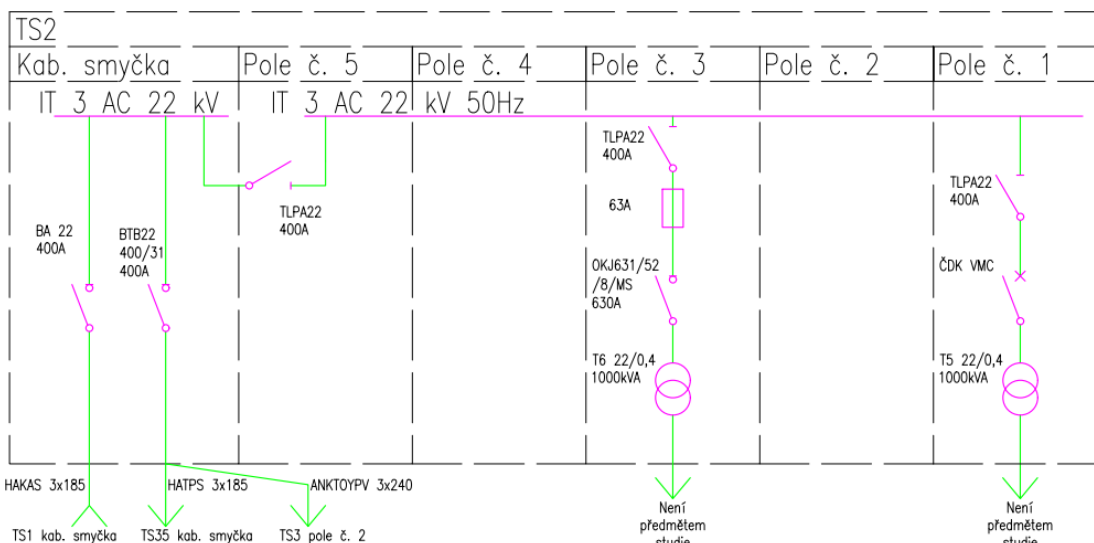 TS2
Kab. smyčka
Pole č. 5
Pole č. 4
Pole č. 3
Pole č. 2
Pole č. 1
IT 3 AC 22 kV
IT 3 AC 22 kV 50Hz
TLPA22
400A
TLPA22
400A
63A
TLPA22
400A
BA 22
400A
BTB22
400/31
400A
OKJ631/52
/8/MS
630A
ČDK VMC
T6 22/0,4
1000kVA
T5 22/0,4
1000kVA
HAKAS 3x185
HATPS 3x185
ANKTOYPV 3x240
TS1 kab. smyčka
TS35 kab. smyčka
TS3 pole č. 2
Není
předmětem
studie
Není
předmětem
studie